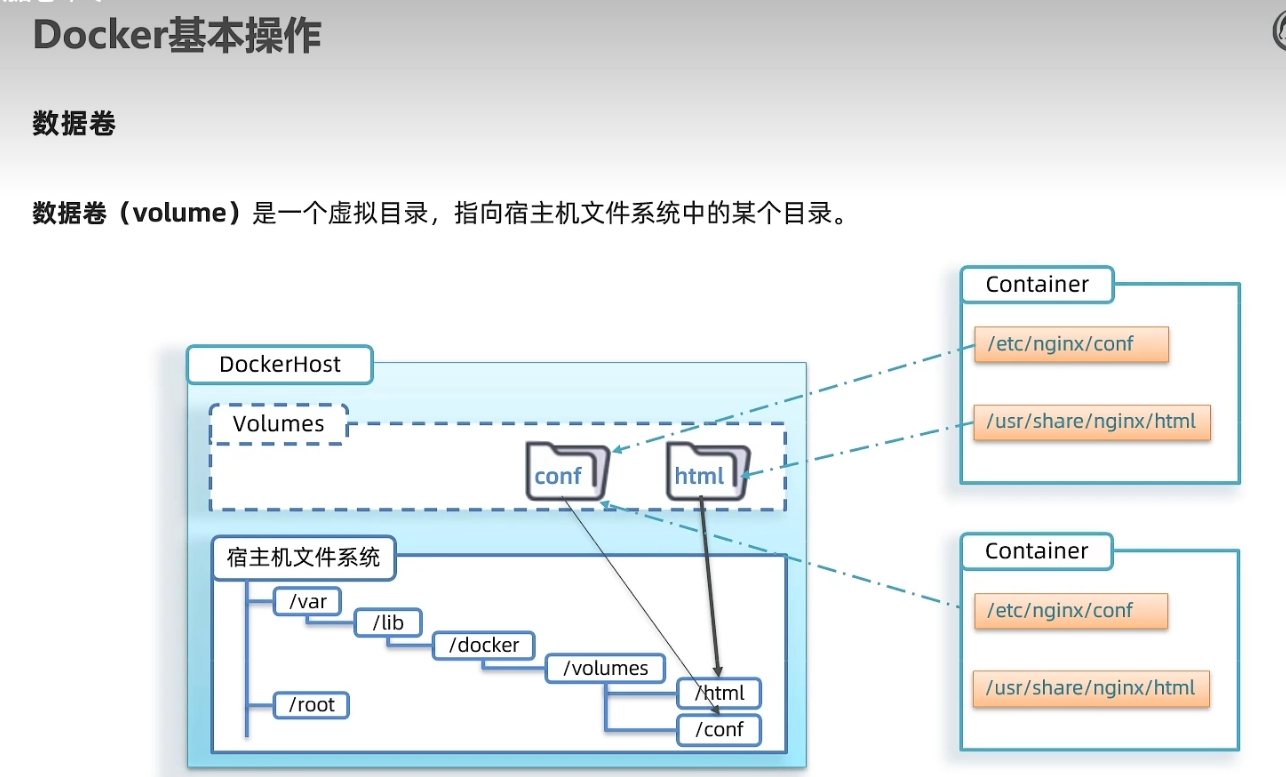 Docker基本操作
数据卷
数据卷（volume）是一个虚拟目录，指向宿主机文件系统中的某个目录。
Container
/etc/nginx/conf
/usr/share/nginx/html
DockerHost
Volumes
conf
html
宿主机文件系统
/var
/lib
/docker
/volumes
/html
/root
/conf
Container
/etc/nginx/conf
/usr/share/nginx/html